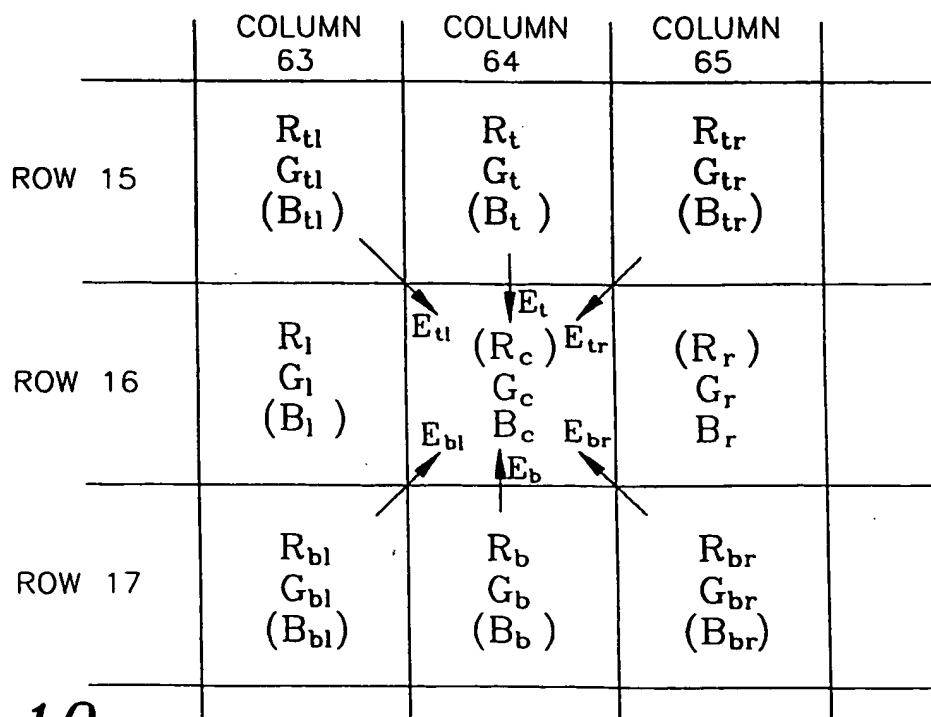 COLUMN 63 COLUMN 64 COLUMN 65
ROW 15
R_tl R_t R_tr
G_tl G_t G_tr
(B_tl) (B_t) (B_tr)
E_tl E_t E_tr
ROW 16
R_l (R_c) (R_r)
G_l G_c G_r
(B_l) B_c B_r
E_bl E_b E_br
ROW 17
R_bl R_b R_br
G_bl G_b G_br
(B_bl) (B_b) (B_br)